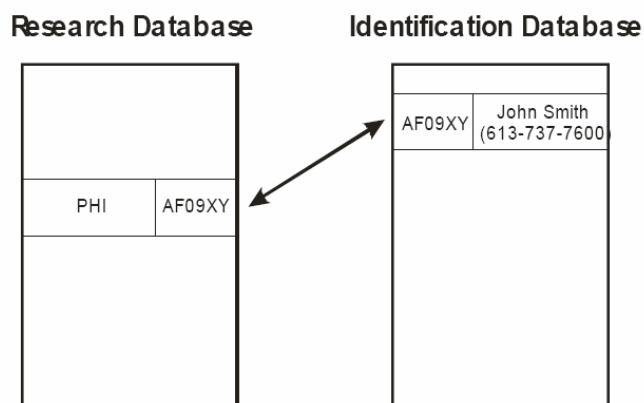 Research Database
Identification Database
AF09XY
John Smith
(613-737-7600)
PHI
AF09XY